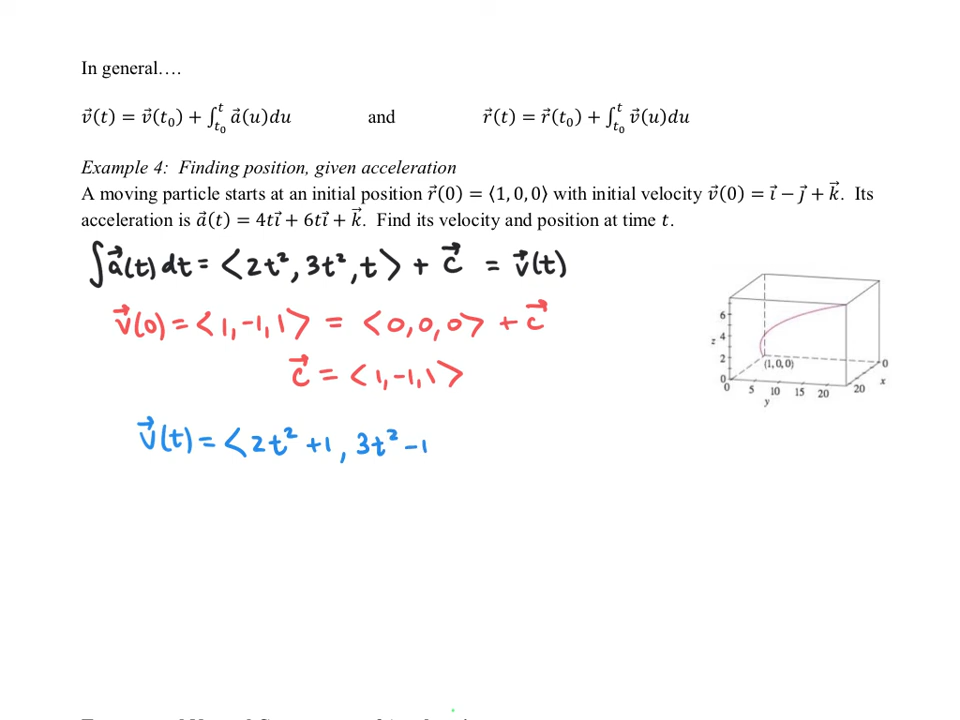 In general….
v⃗(t) = v⃗(t₀) + ∫ₜ₀ᵗ a⃗(u)du and r⃗(t) = r⃗(t₀) + ∫ₜ₀ᵗ v⃗(u)du
Example 4: Finding position, given acceleration
A moving particle starts at an initial position r⃗(0) = ⟨1, 0, 0⟩ with initial velocity v⃗(0) = i⃗ − j⃗ + k⃗. Its
acceleration is a⃗(t) = 4ti⃗ + 6ti⃗ + k⃗. Find its velocity and position at time t.
∫a⃗(t) dt = <2t², 3t², t> + c⃗ = v⃗(t)
v⃗(0) = <1, -1, 1> = <0, 0, 0> + c⃗
c⃗ = <1, -1, 1>
v⃗(t) = <2t² + 1, 3t² - 1
6
z 4
2
0
(1, 0, 0)
0 5 10 15 20
y
20
x
0